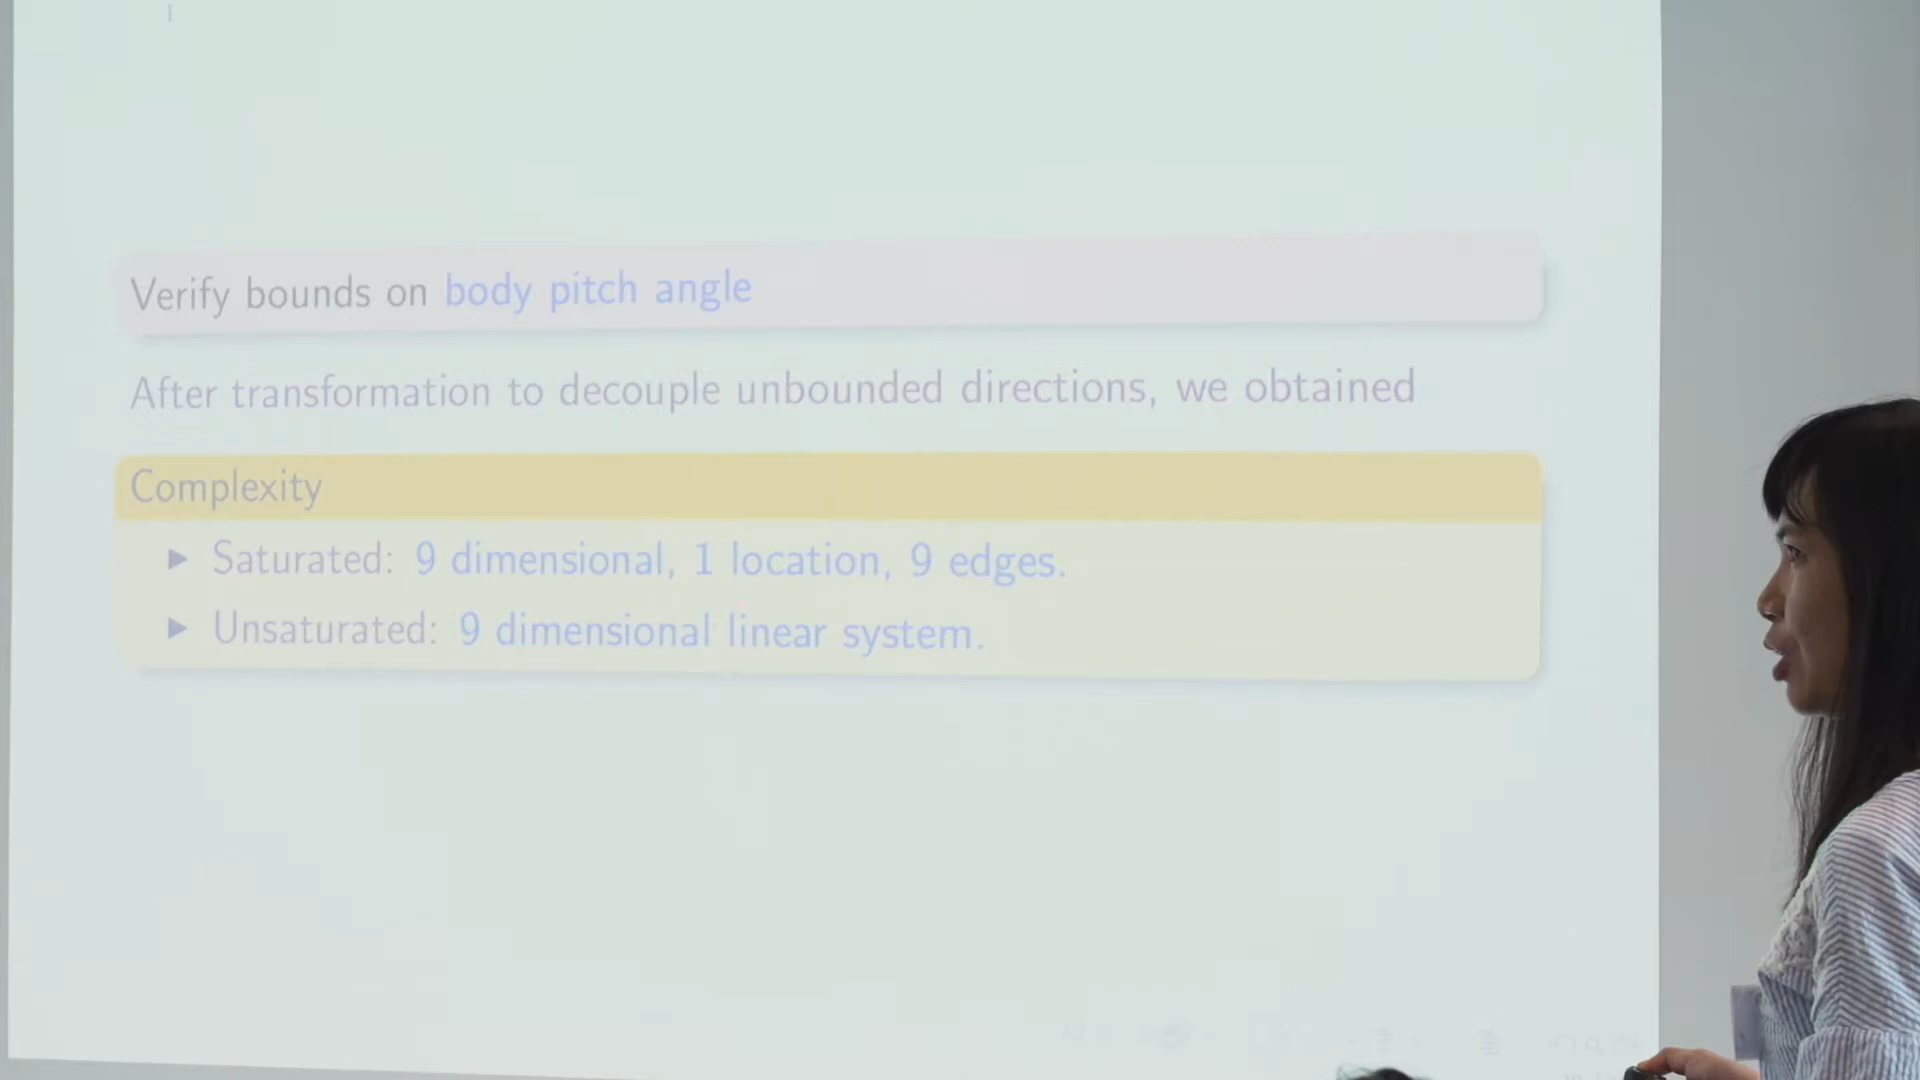 Verify bounds on body pitch angle
After transformation to decouple unbounded directions, we obtained
Complexity
▶ Saturated: 9 dimensional, 1 location, 9 edges.
▶ Unsaturated: 9 dimensional linear system.